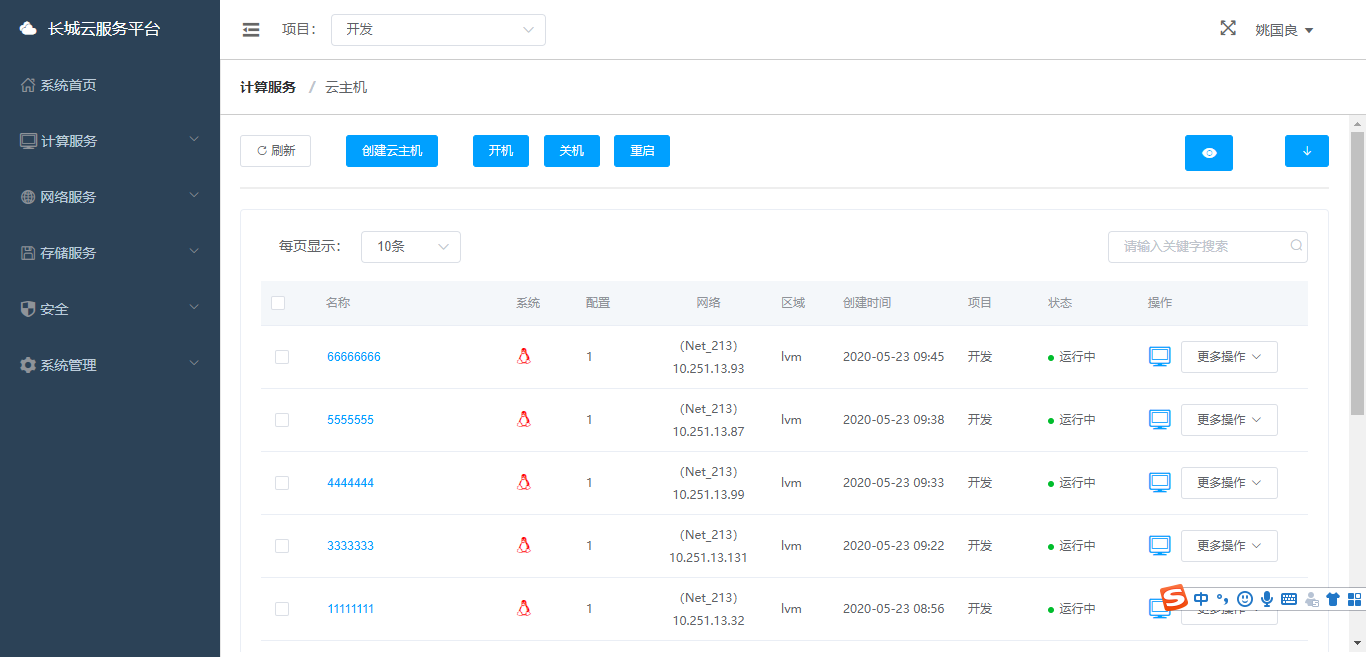 长城云服务平台
项目：
开发
姚国良
系统首页
计算服务
网络服务
存储服务
安全
系统管理
计算服务 / 云主机
刷新
创建云主机
开机
关机
重启
每页显示：
10条
请输入关键字搜索
名称 系统 配置 网络 区域 创建时间 项目 状态 操作
66666666 1 (Net_213) lvm 2020-05-23 09:45 开发 运行中 更多操作
10.251.13.93
5555555 1 (Net_213) lvm 2020-05-23 09:38 开发 运行中 更多操作
10.251.13.87
4444444 1 (Net_213) lvm 2020-05-23 09:33 开发 运行中 更多操作
10.251.13.99
3333333 1 (Net_213) lvm 2020-05-23 09:22 开发 运行中 更多操作
10.251.13.131
11111111 1 (Net_213) lvm 2020-05-23 08:56 开发 运行中
10.251.13.32
S 中